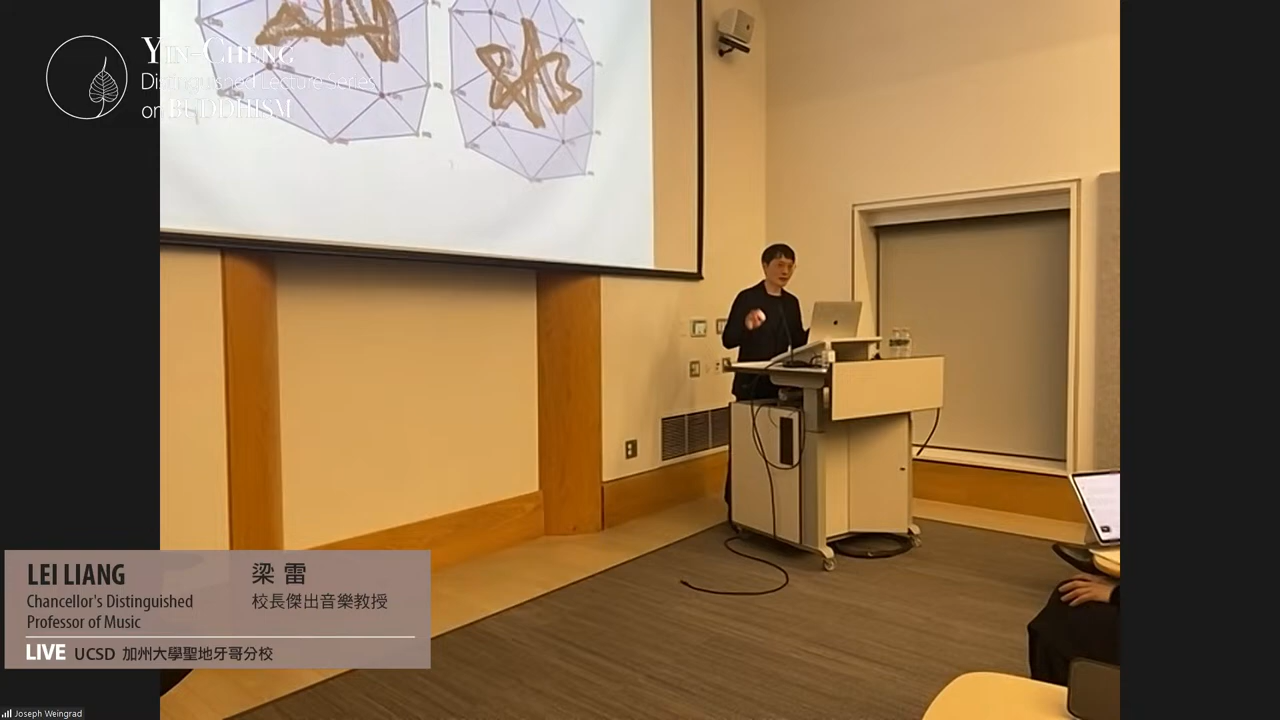 YIN-CHENG
Distinguished Lecture Series
on BUDDHISM
LEI LIANG
梁 雷
Chancellor's Distinguished
Professor of Music
校長傑出音樂教授
LIVE UCSD 加州大學聖地牙哥分校
Joseph Weingrad